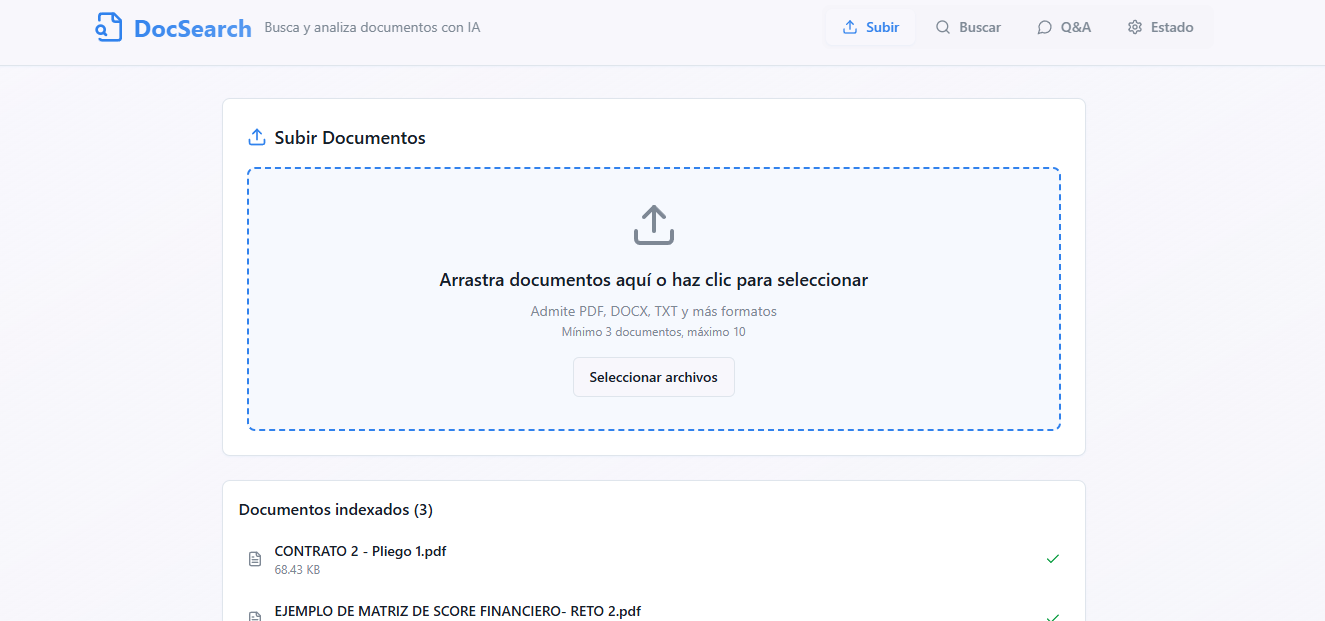 DocSearch Busca y analiza documentos con IA Subir Buscar Q&A Estado
Subir Documentos
Arrastra documentos aquí o haz clic para seleccionar
Admite PDF, DOCX, TXT y más formatos
Mínimo 3 documentos, máximo 10
Seleccionar archivos
Documentos indexados (3)
CONTRATO 2 - Pliego 1.pdf
68.43 KB
EJEMPLO DE MATRIZ DE SCORE FINANCIERO- RETO 2.pdf